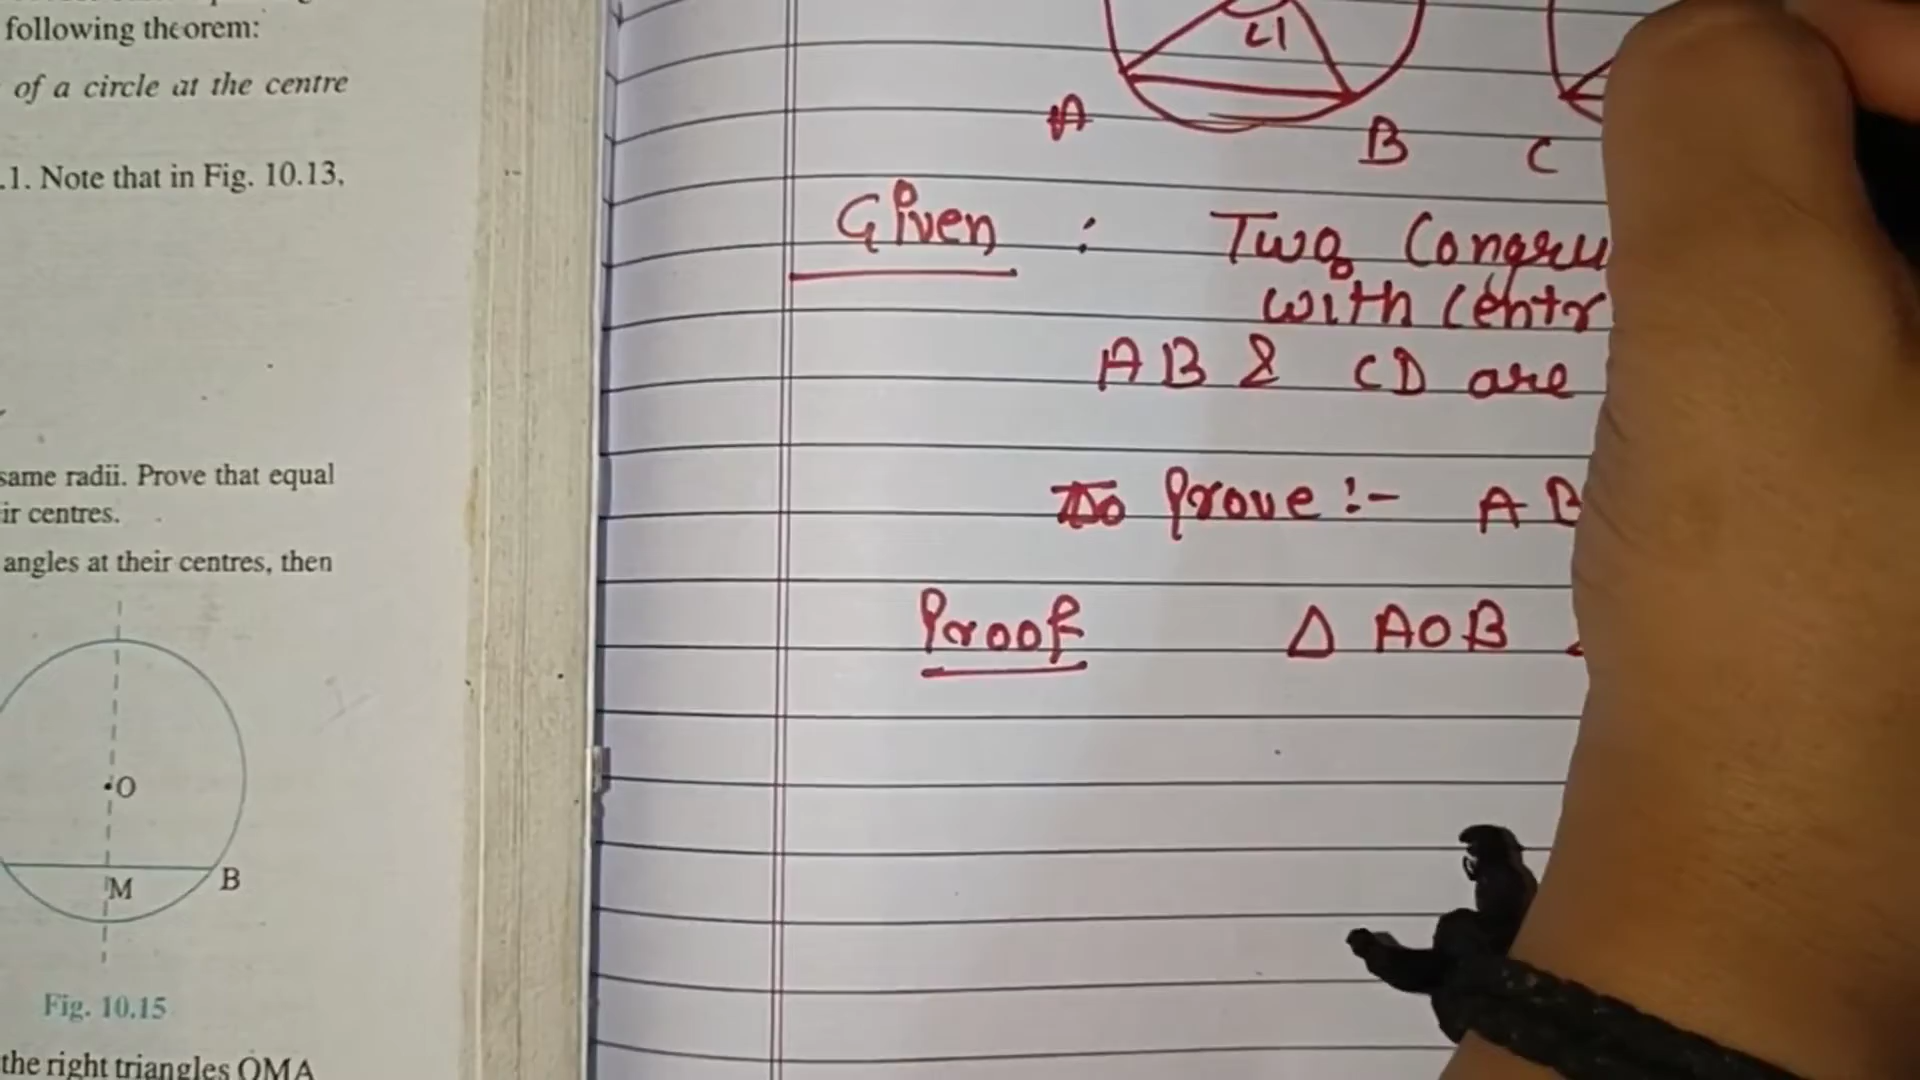 following theorem:
of a circle at the centre
.1. Note that in Fig. 10.13,
same radii. Prove that equal
ir centres.
angles at their centres, then
O
M
B
Fig. 10.15
the right triangles OMA
∠1
A
B
C
Given : Two Congru
with Centr
AB & CD are
To Prove :- AB
Proof Δ AOB